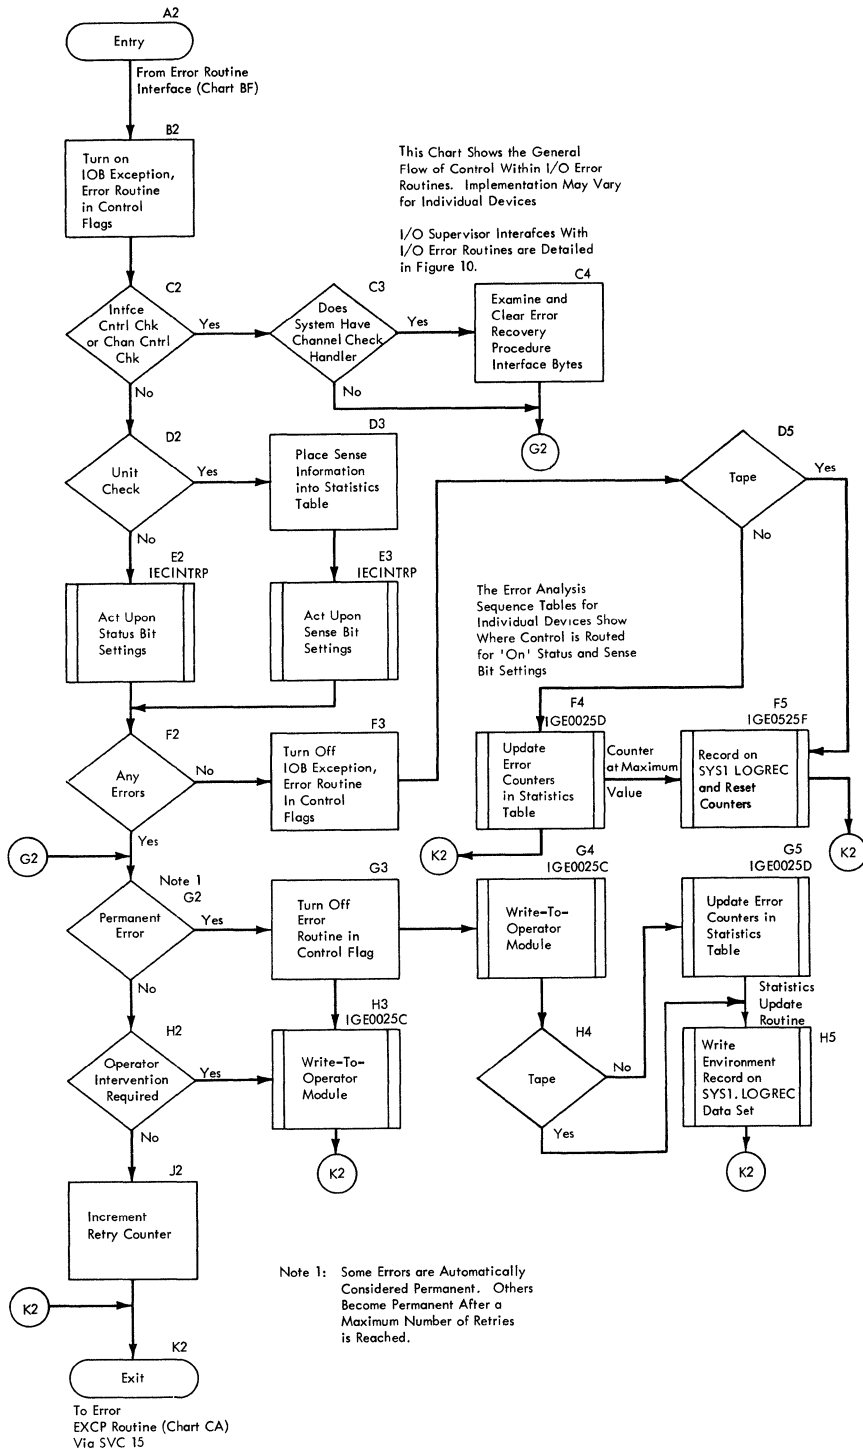 A2
Entry
From Error Routine
Interface (Chart BF)
B2
Turn on
IOB Exception,
Error Routine
in Control
Flags
This Chart Shows the General
Flow of Control Within I/O Error
Routines. Implementation May Vary
for Individual Devices
I/O Supervisor Interafces With
I/O Error Routines are Detailed
in Figure 10.
C2
Intfce
Cntrl Chk
or Chan Cntrl
Chk
Yes
No
C3
Does
System Have
Channel Check
Handler
Yes
No
C4
Examine and
Clear Error
Recovery
Procedure
Interface Bytes
G2
D2
Unit
Check
Yes
No
D3
Place Sense
Information
into Statistics
Table
D5
Tape
Yes
No
E2
IECINTRP
Act Upon
Status Bit
Settings
E3
IECINTRP
Act Upon
Sense Bit
Settings
The Error Analysis
Sequence Tables for
Individual Devices Show
Where Control is Routed
for 'On' Status and Sense
Bit Settings
F2
Any
Errors
No
Yes
F3
Turn Off
IOB Exception,
Error Routine
In Control
Flags
F4
IGE0025D
Update
Error
Counters
in Statistics
Table
Counter
at Maximum
Value
F5
IGE0525F
Record on
SYS1 LOGREC
and Reset
Counters
K2
K2
G2
Note 1
G2
Permanent
Error
Yes
No
G3
Turn Off
Error
Routine in
Control Flag
G4
IGE0025C
Write-To-
Operator
Module
G5
IGE0025D
Update Error
Counters in
Statistics
Table
Statistics
Update
Routine
H2
Operator
Intervention
Required
Yes
No
H3
IGE0025C
Write-To-
Operator
Module
K2
H4
Tape
No
Yes
H5
Write
Environment
Record on
SYS1.LOGREC
Data Set
K2
J2
Increment
Retry Counter
Note 1: Some Errors are Automatically
Considered Permanent. Others
Become Permanent After a
Maximum Number of Retries
is Reached.
K2
K2
Exit
To Error
EXCP Routine (Chart CA)
Via SVC 15